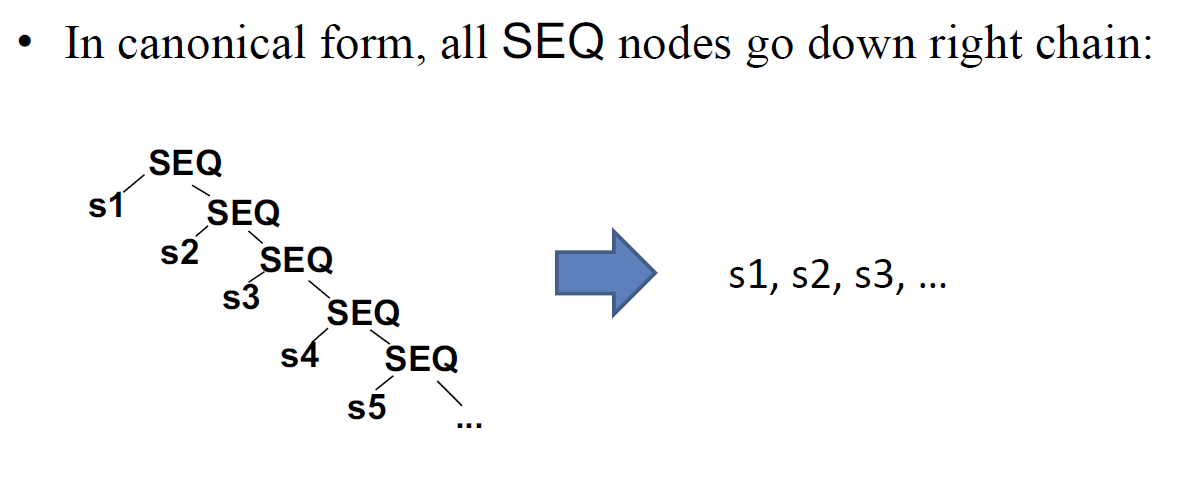 • In canonical form, all SEQ nodes go down right chain:
SEQ
s1
SEQ
s2
SEQ
s3
SEQ
s4
SEQ
s5
...
s1, s2, s3, ...